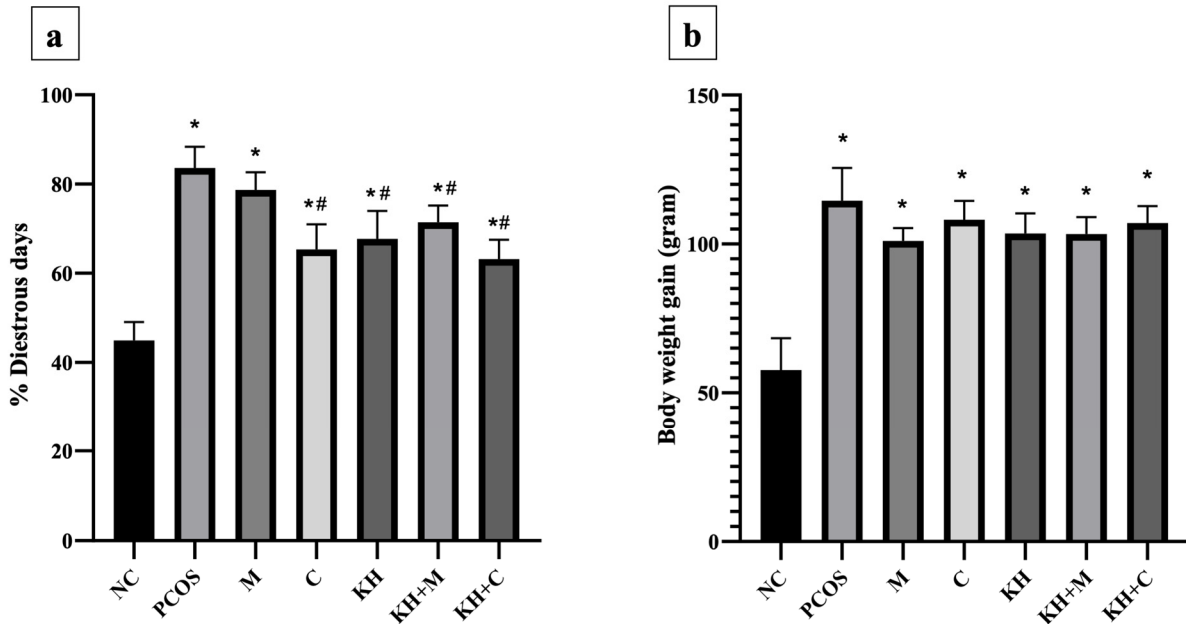 a
% Diestrous days
100
80
60
40
20
0
*
*
*#
*#
*#
*#
NC
PCOS
M
C
KH
KH+M
KH+C
b
Body weight gain (gram)
150
100
50
0
*
*
*
*
*
*
NC
PCOS
M
C
KH
KH+M
KH+C